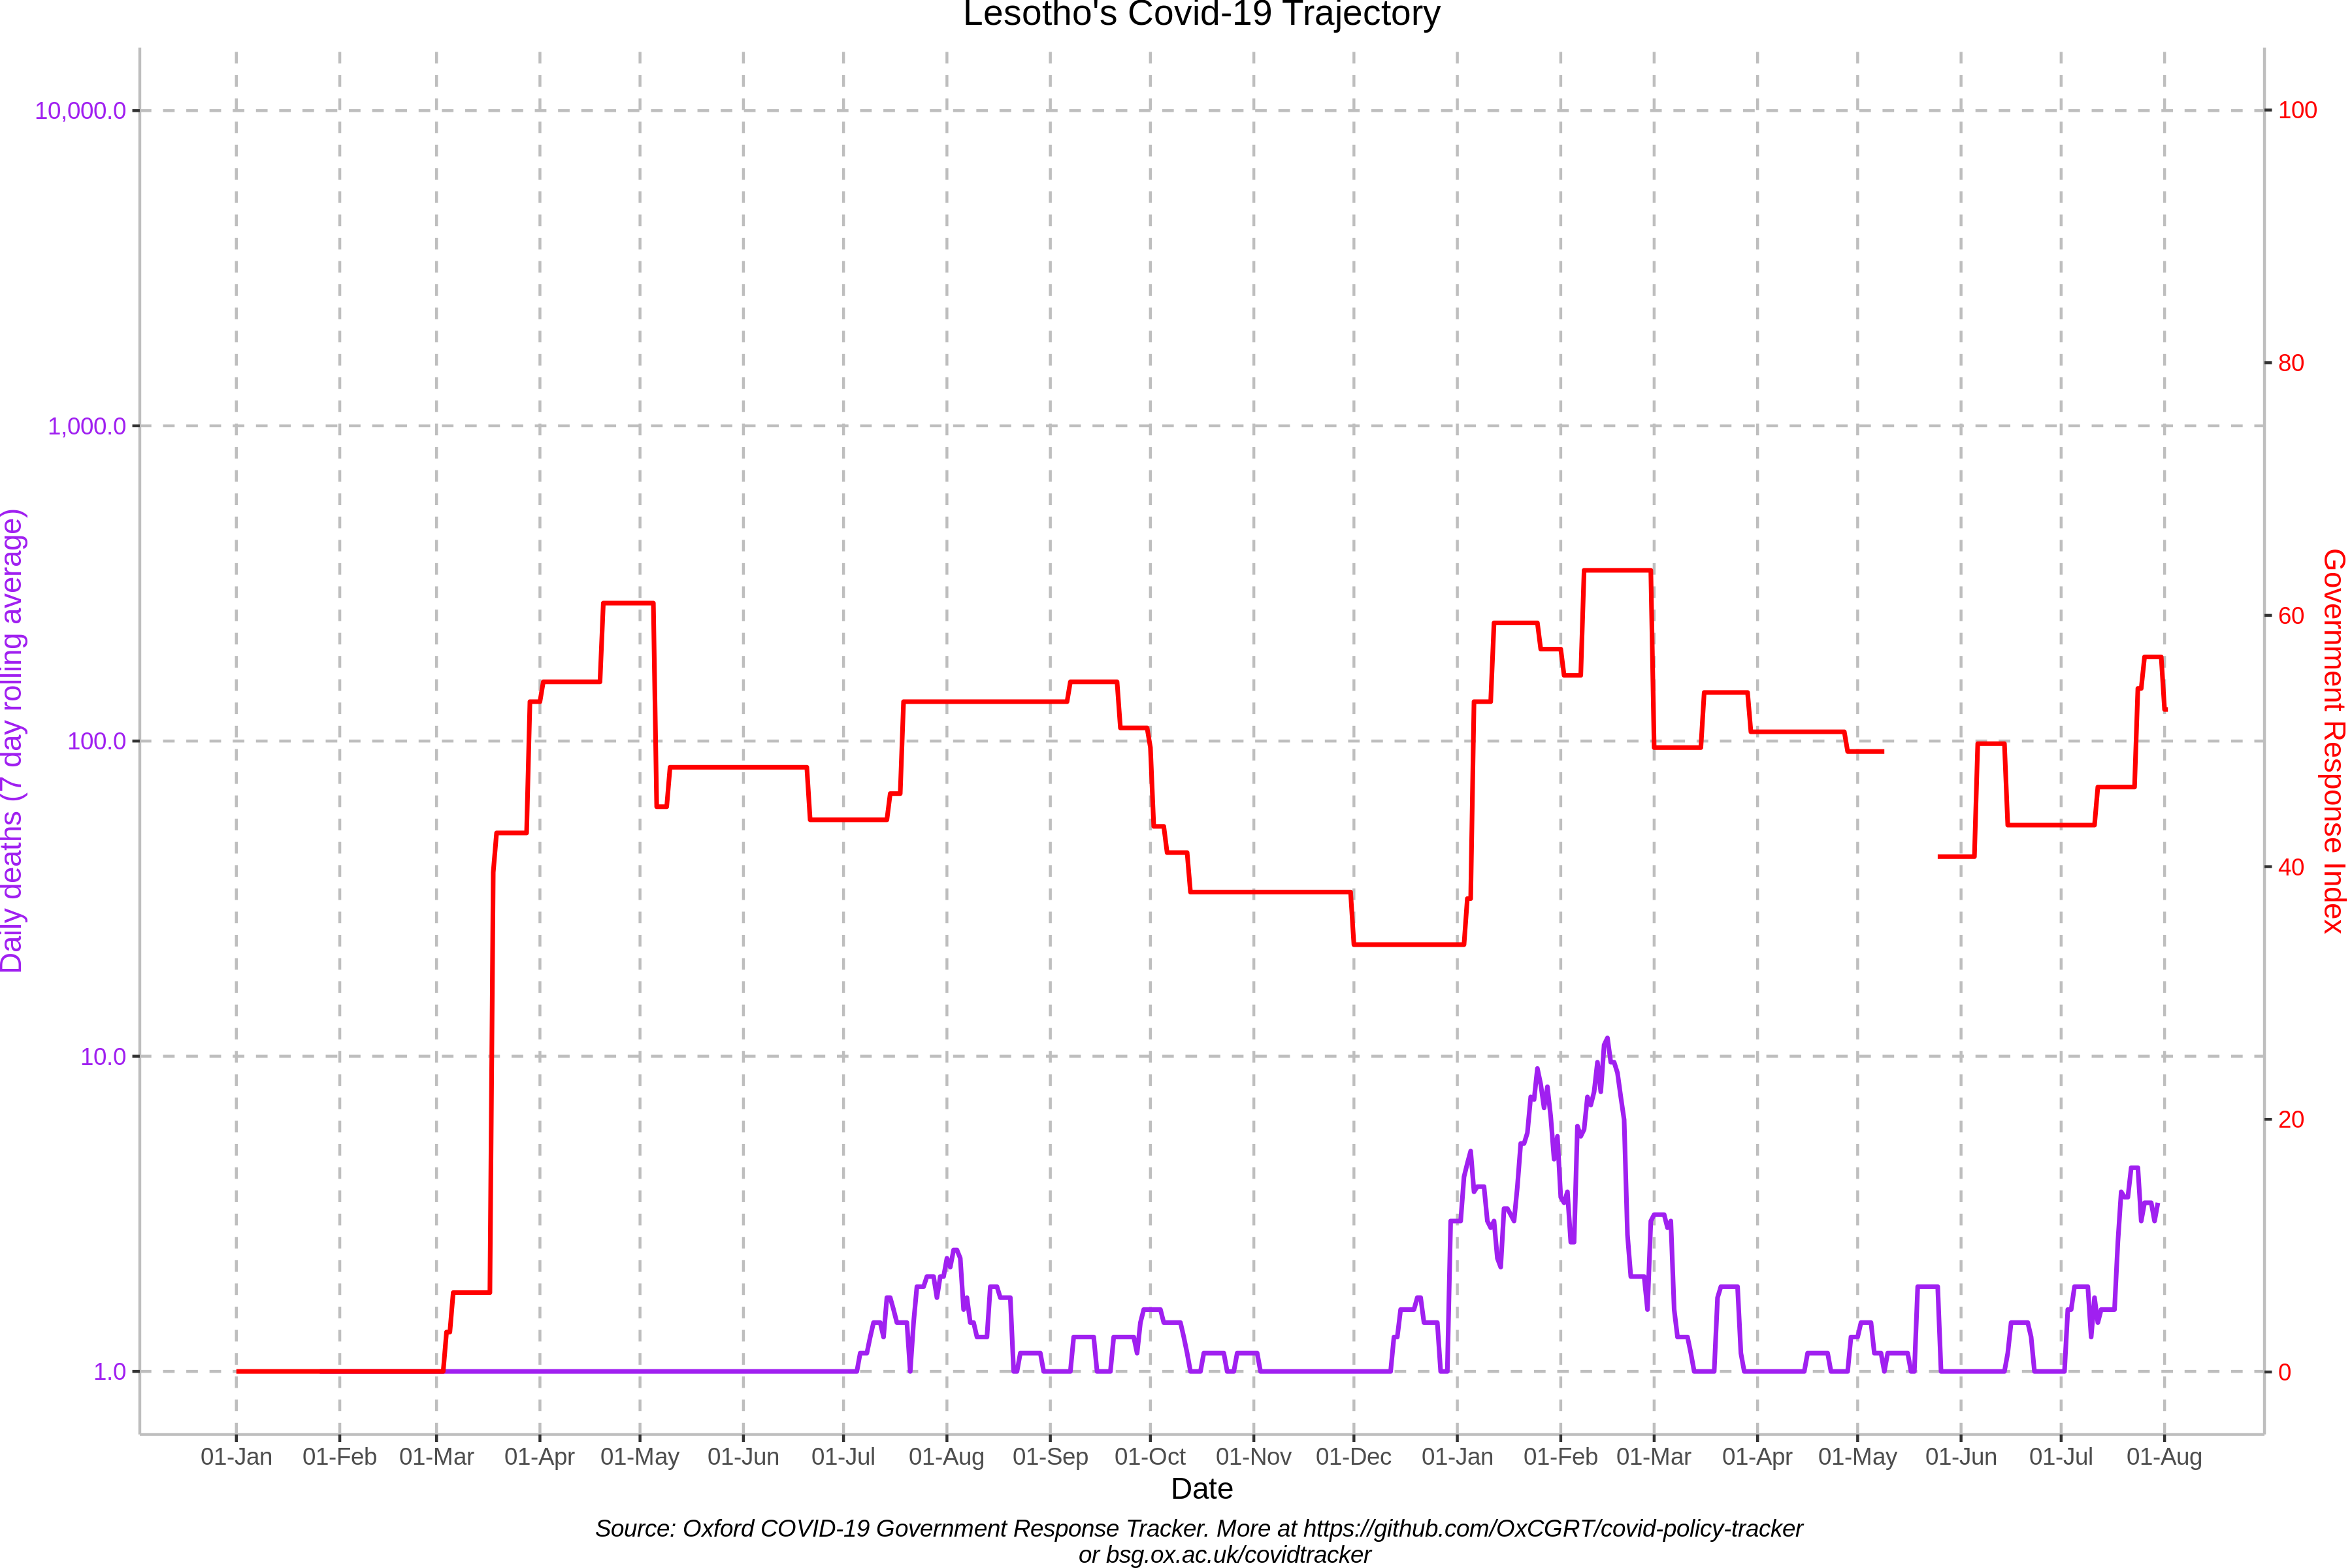 Lesotho's Covid-19 Trajectory
10,000.0
1,000.0
100.0
10.0
1.0
Daily deaths (7 day rolling average)
100
80
60
40
20
0
Government Response Index
01-Jan 01-Feb 01-Mar 01-Apr 01-May 01-Jun 01-Jul 01-Aug 01-Sep 01-Oct 01-Nov 01-Dec 01-Jan 01-Feb 01-Mar 01-Apr 01-May 01-Jun 01-Jul 01-Aug
Date
Source: Oxford COVID-19 Government Response Tracker. More at https://github.com/OxCGRT/covid-policy-tracker
or bsg.ox.ac.uk/covidtracker